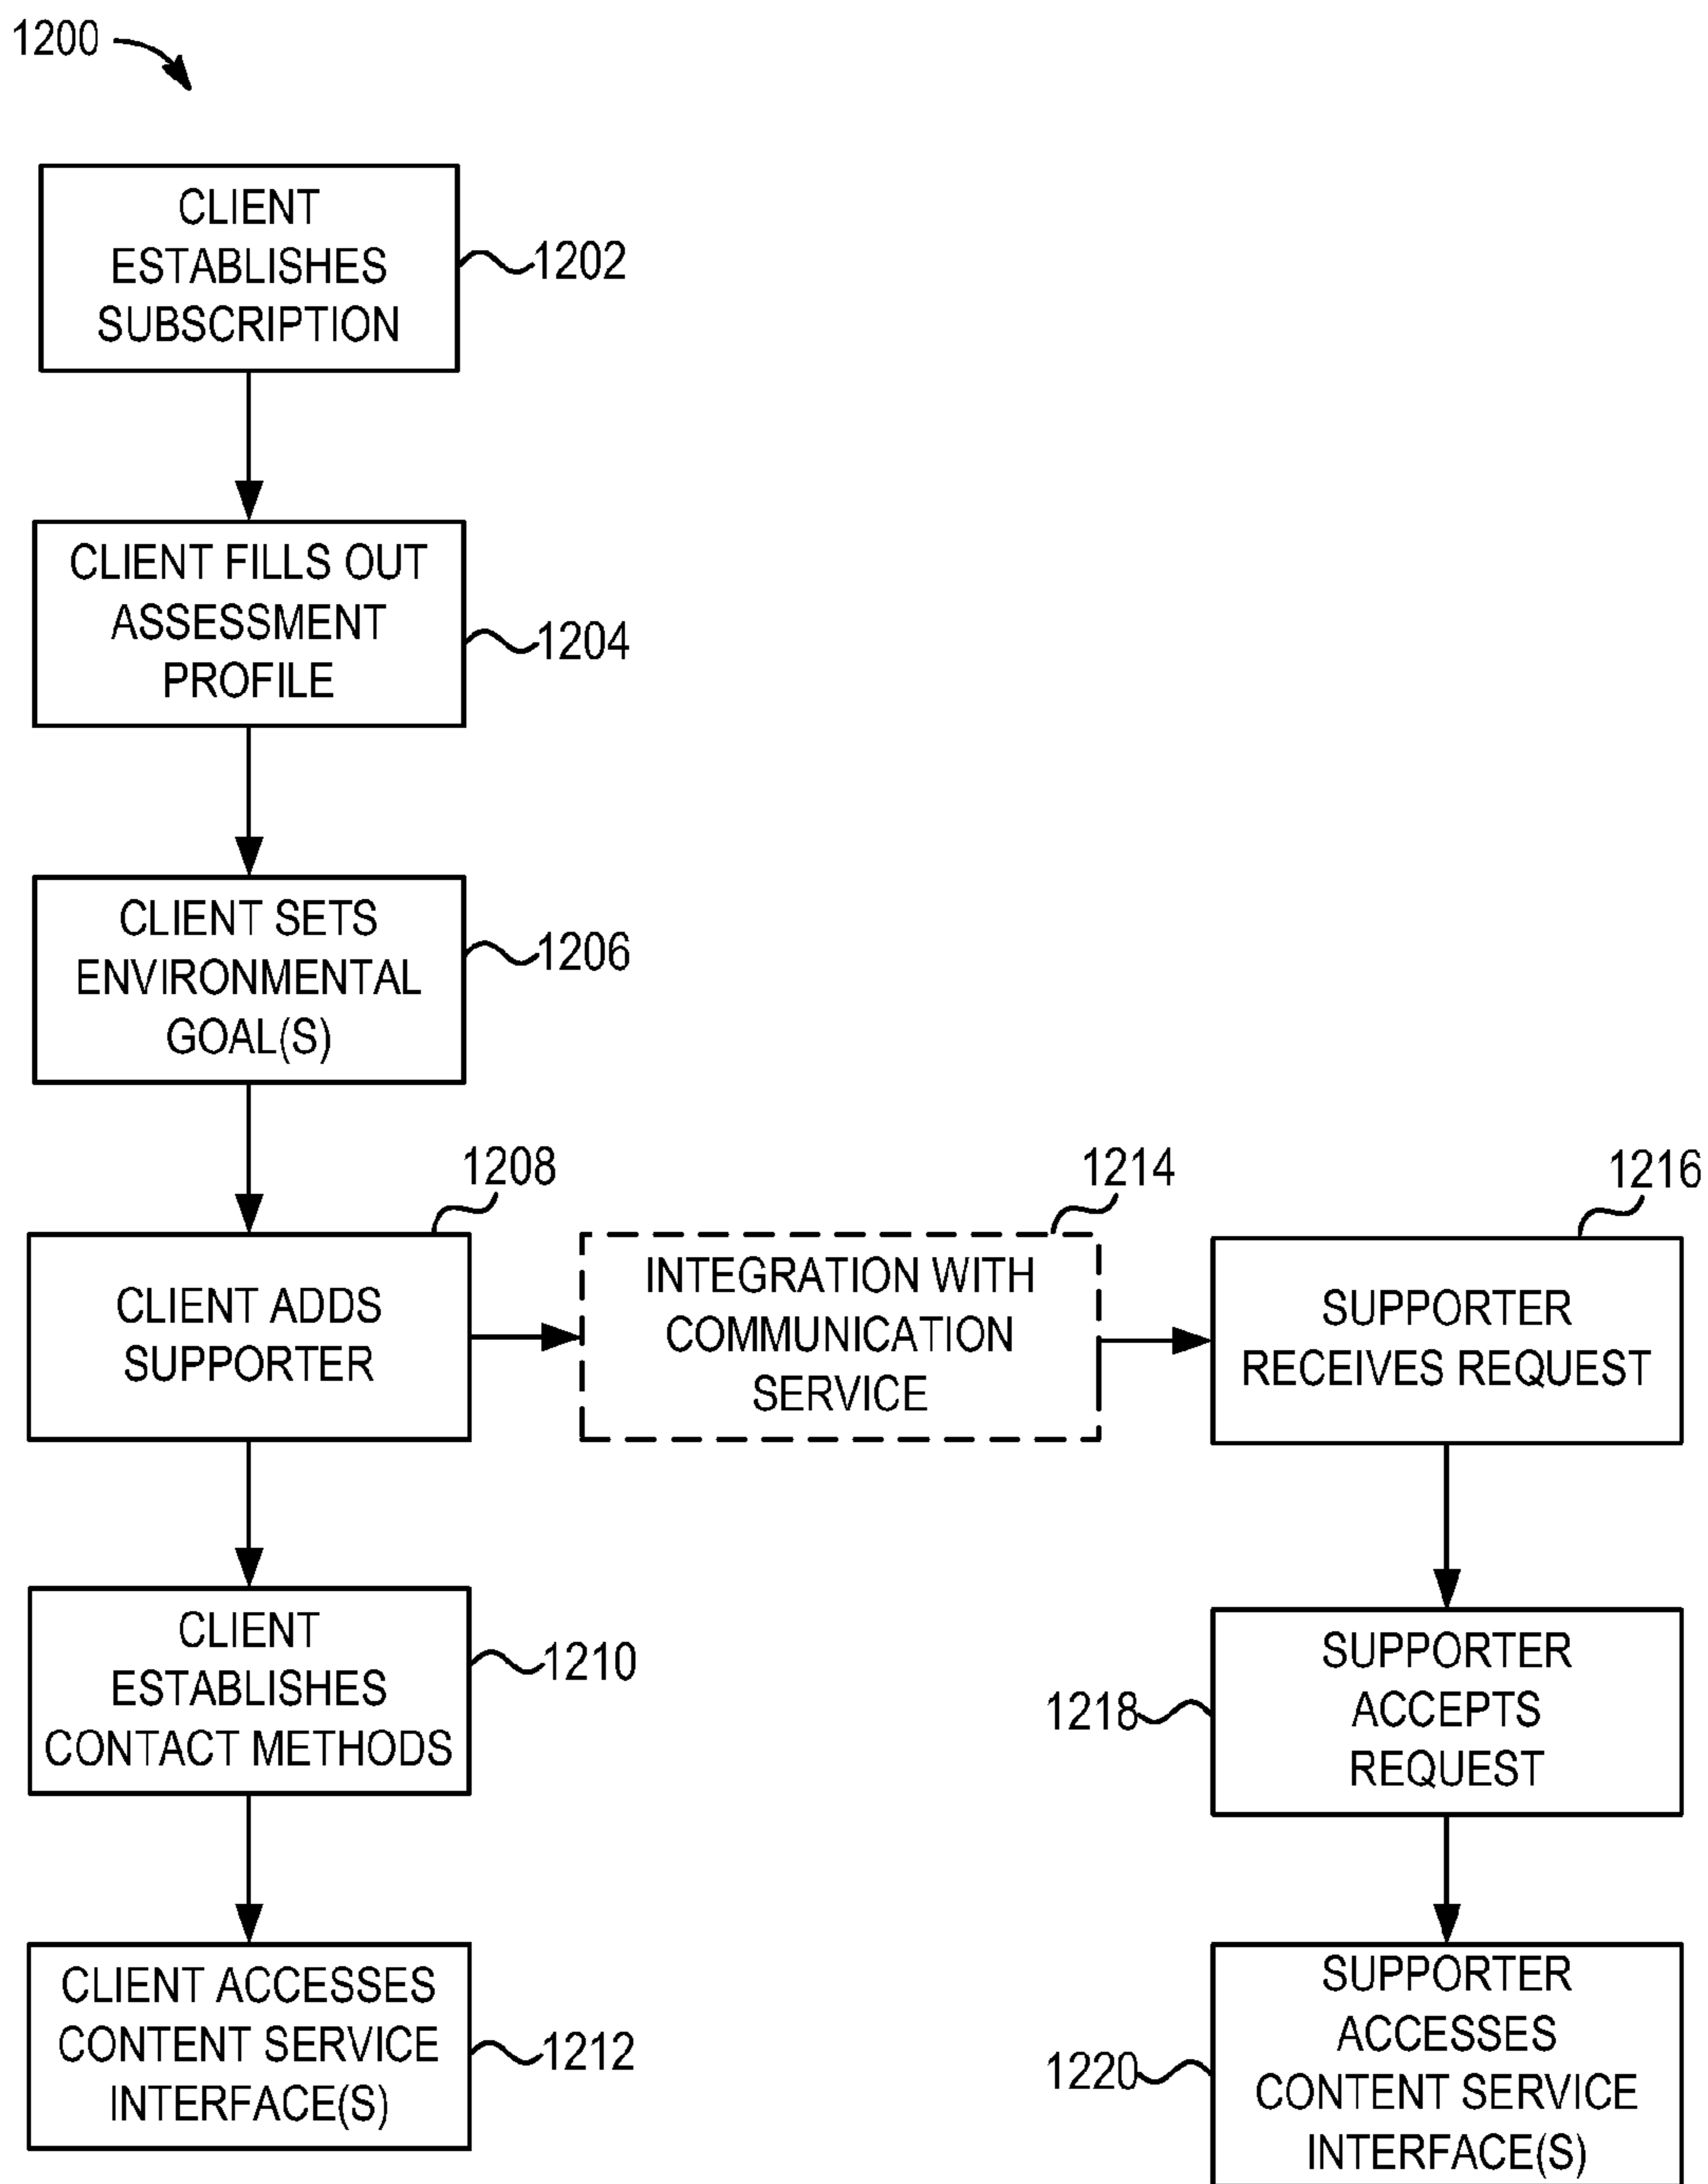 1200
CLIENT
ESTABLISHES
SUBSCRIPTION
1202
CLIENT FILLS OUT
ASSESSMENT
PROFILE
1204
CLIENT SETS
ENVIRONMENTAL
GOAL(S)
1206
1208
CLIENT ADDS
SUPPORTER
1214
INTEGRATION WITH
COMMUNICATION
SERVICE
1216
SUPPORTER
RECEIVES REQUEST
CLIENT
ESTABLISHES
CONTACT METHODS
1210
1218
SUPPORTER
ACCEPTS
REQUEST
CLIENT ACCESSES
CONTENT SERVICE
INTERFACE(S)
1212
1220
SUPPORTER
ACCESSES
CONTENT SERVICE
INTERFACE(S)